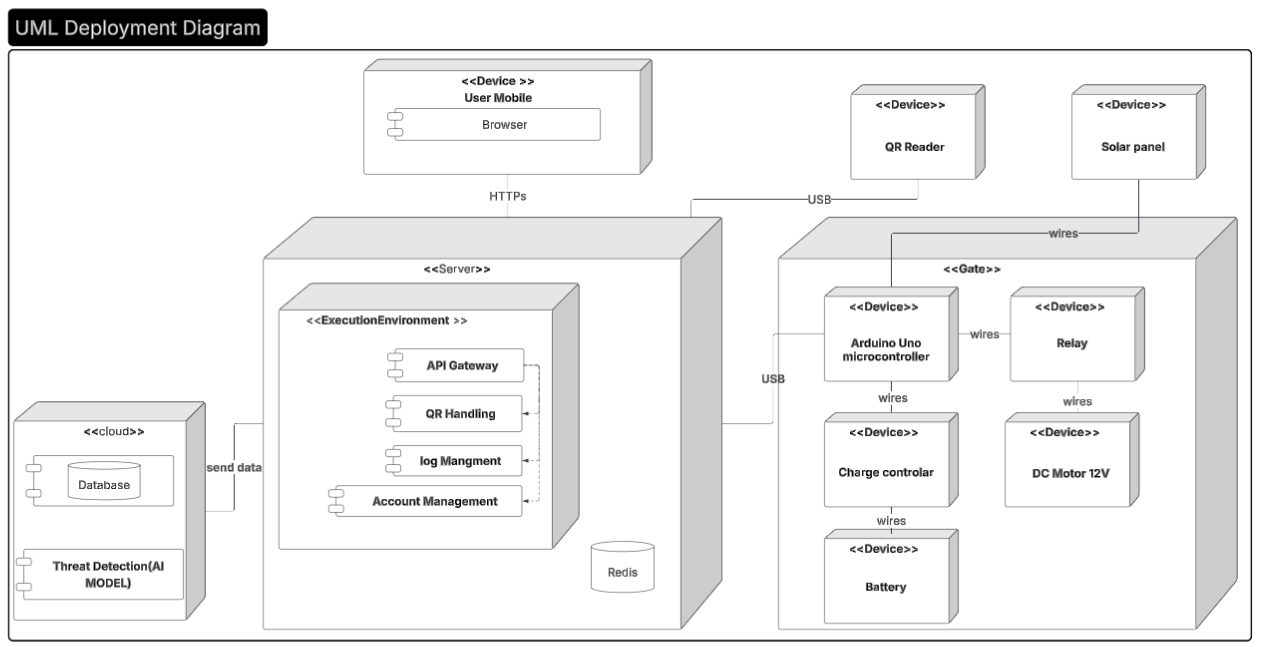 UML Deployment Diagram
<<Device >>
User Mobile
Browser
<<Device>>
QR Reader
<<Device>>
Solar panel
HTTPs
USB
wires
<<Server>>
<<ExecutionEnvironment >>
API Gateway
QR Handling
log Mangment
Account Management
Redis
<<cloud>>
Database
Threat Detection(AI
MODEL)
send data
USB
<<Gate>>
<<Device>>
Arduino Uno
microcontroller
wires
<<Device>>
Relay
wires
<<Device>>
Charge controlar
wires
<<Device>>
DC Motor 12V
wires
<<Device>>
Battery